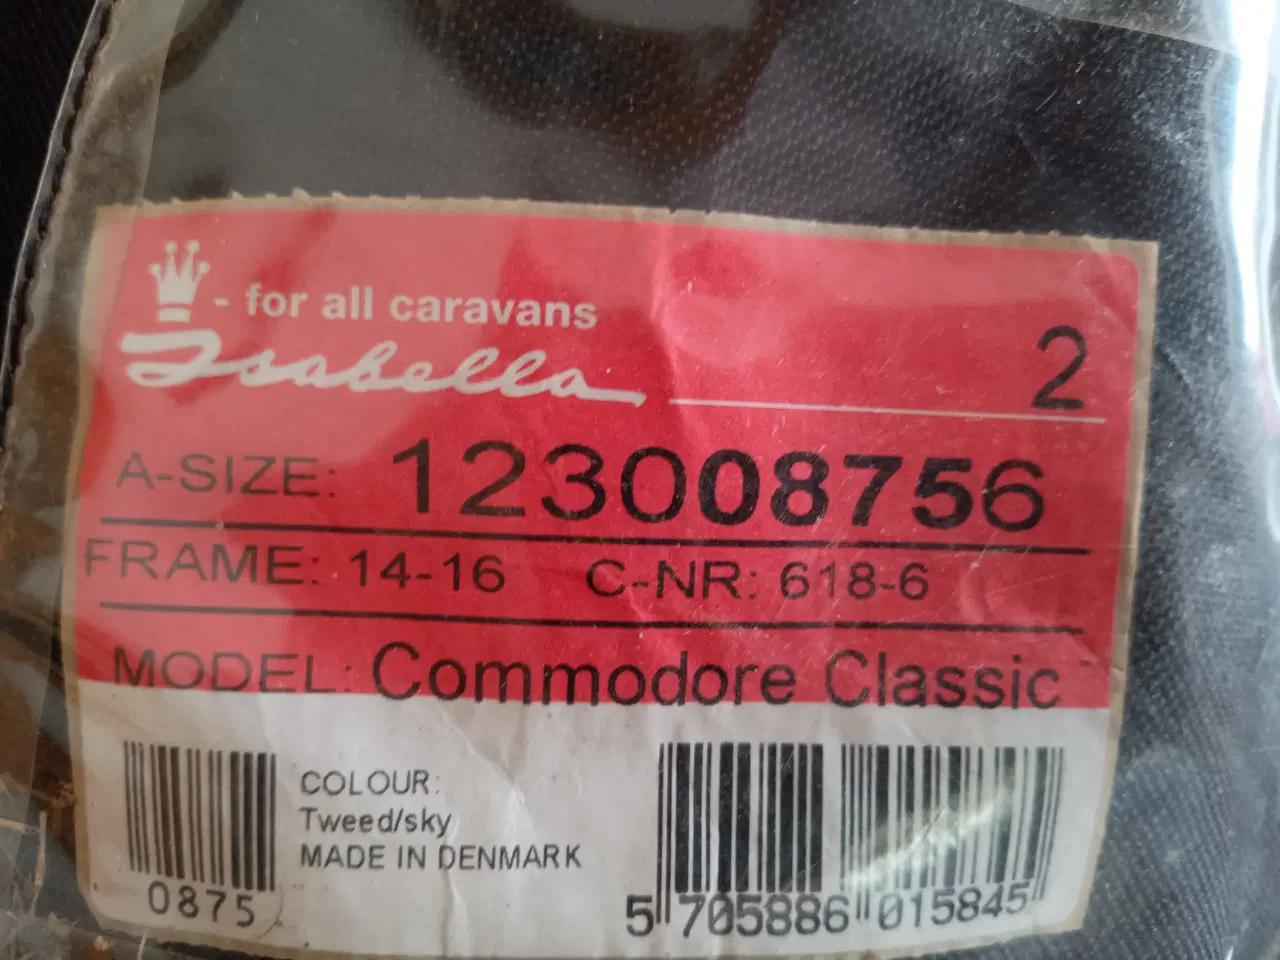 - for all caravans
Isabella
2
A-SIZE: 123008756
FRAME: 14-16 C-NR: 618-6
MODEL: Commodore Classic
COLOUR:
Tweed/sky
MADE IN DENMARK
0875
5 705886 015845